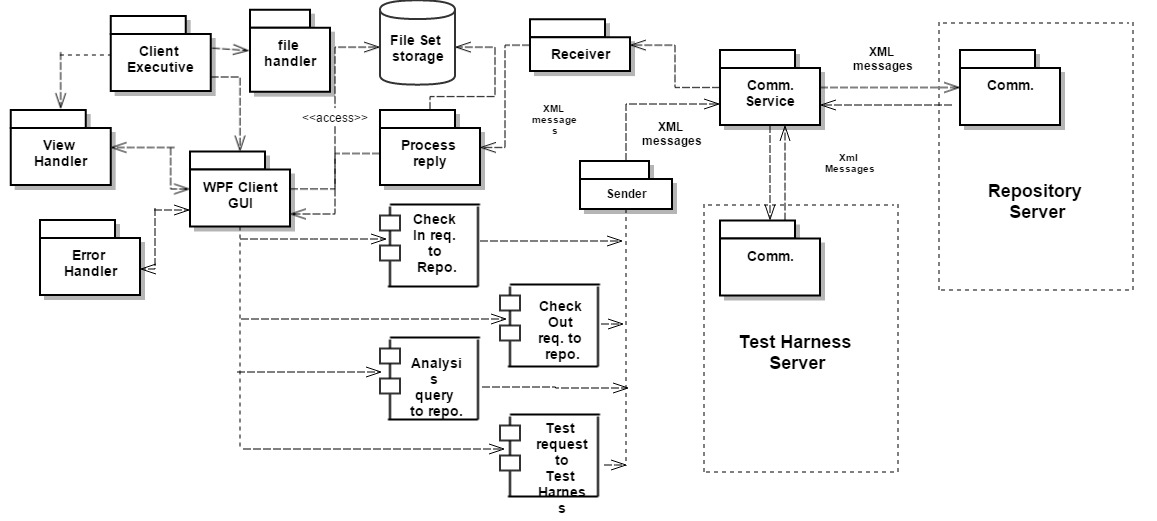 Client
Executive
file
handler
File Set
storage
Receiver
Comm.
Service
XML
messages
Comm.
View
Handler
<<access>>
Process
reply
XML
message
s
XML
messages
Xml
Messages
WPF Client
GUI
Sender
Repository
Server
Error
Handler
Check
In req.
to
Repo.
Comm.
Check
Out
req. to
repo.
Test Harness
Server
Analysi
s
query
to repo.
Test
request
to
Test
Harnes
s